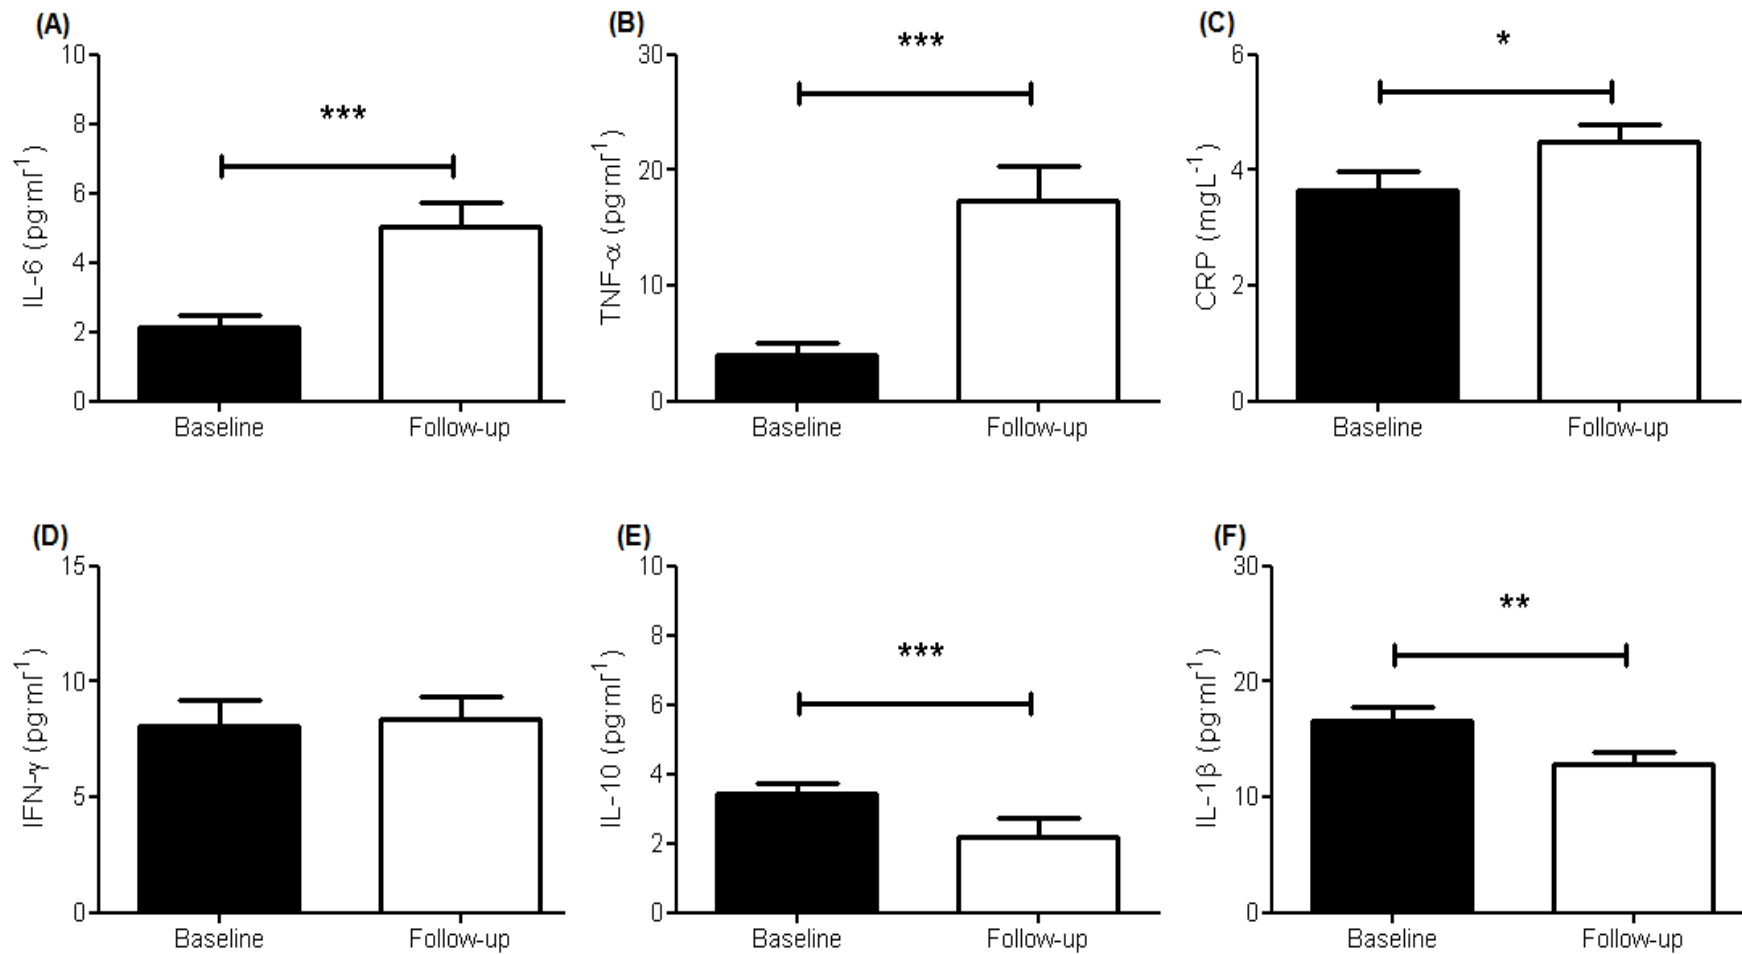 (A)
10
8
6
4
2
0
IL-6 (pg·ml⁻¹)
***
Baseline Follow-up
(B)
30
20
10
0
TNF-α (pg·ml⁻¹)
***
Baseline Follow-up
(C)
6
4
2
0
CRP (mgL⁻¹)
*
Baseline Follow-up
(D)
15
10
5
0
IFN-γ (pg·ml⁻¹)
Baseline Follow-up
(E)
10
8
6
4
2
0
IL-10 (pg·ml⁻¹)
***
Baseline Follow-up
(F)
30
20
10
0
IL-1β (pg·ml⁻¹)
**
Baseline Follow-up